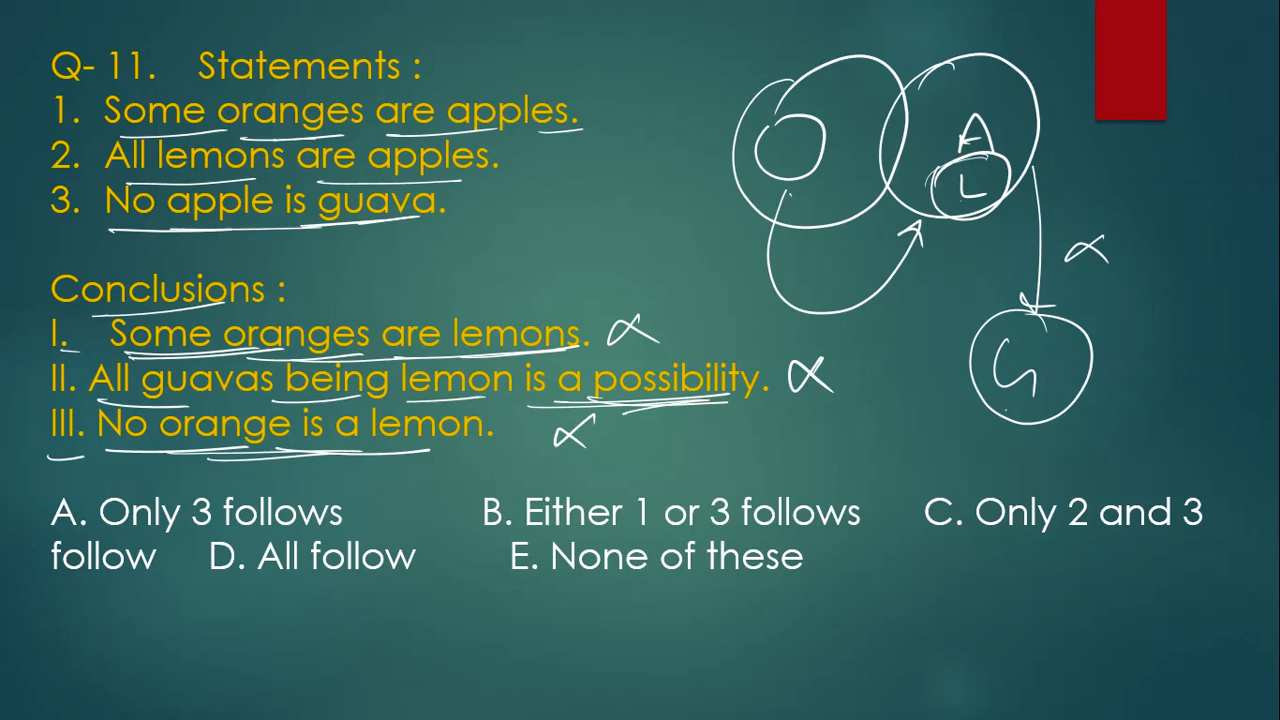 Q- 11. Statements :
1. Some oranges are apples.
2. All lemons are apples.
3. No apple is guava.
Conclusions :
I. Some oranges are lemons.
II. All guavas being lemon is a possibility.
III. No orange is a lemon.
A. Only 3 follows B. Either 1 or 3 follows C. Only 2 and 3
follow D. All follow E. None of these
O
A
L
G